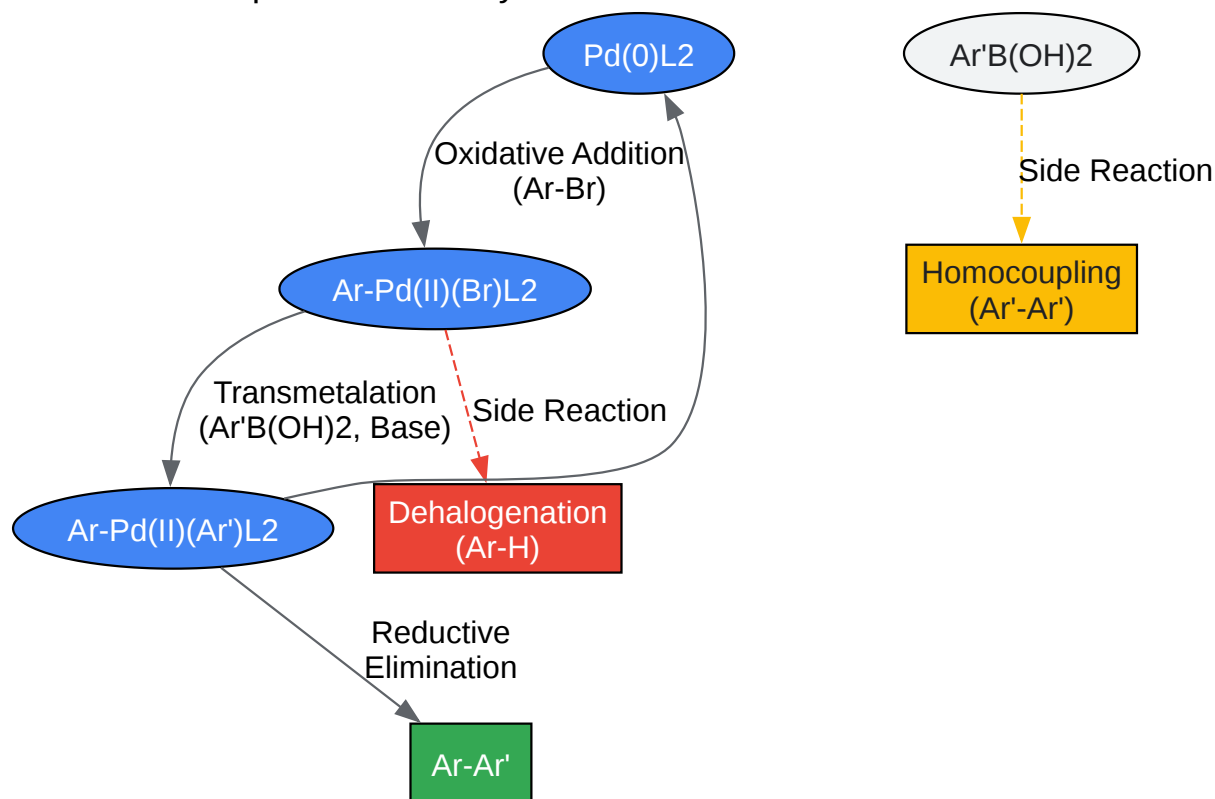 Pd(0)L2
Ar'B(OH)2
Oxidative Addition
(Ar-Br)
Side Reaction
Ar-Pd(II)(Br)L2
Homocoupling
(Ar'-Ar')
Transmetalation
(Ar'B(OH)2, Base)
Side Reaction
Ar-Pd(II)(Ar')L2
Dehalogenation
(Ar-H)
Reductive
Elimination
Ar-Ar'